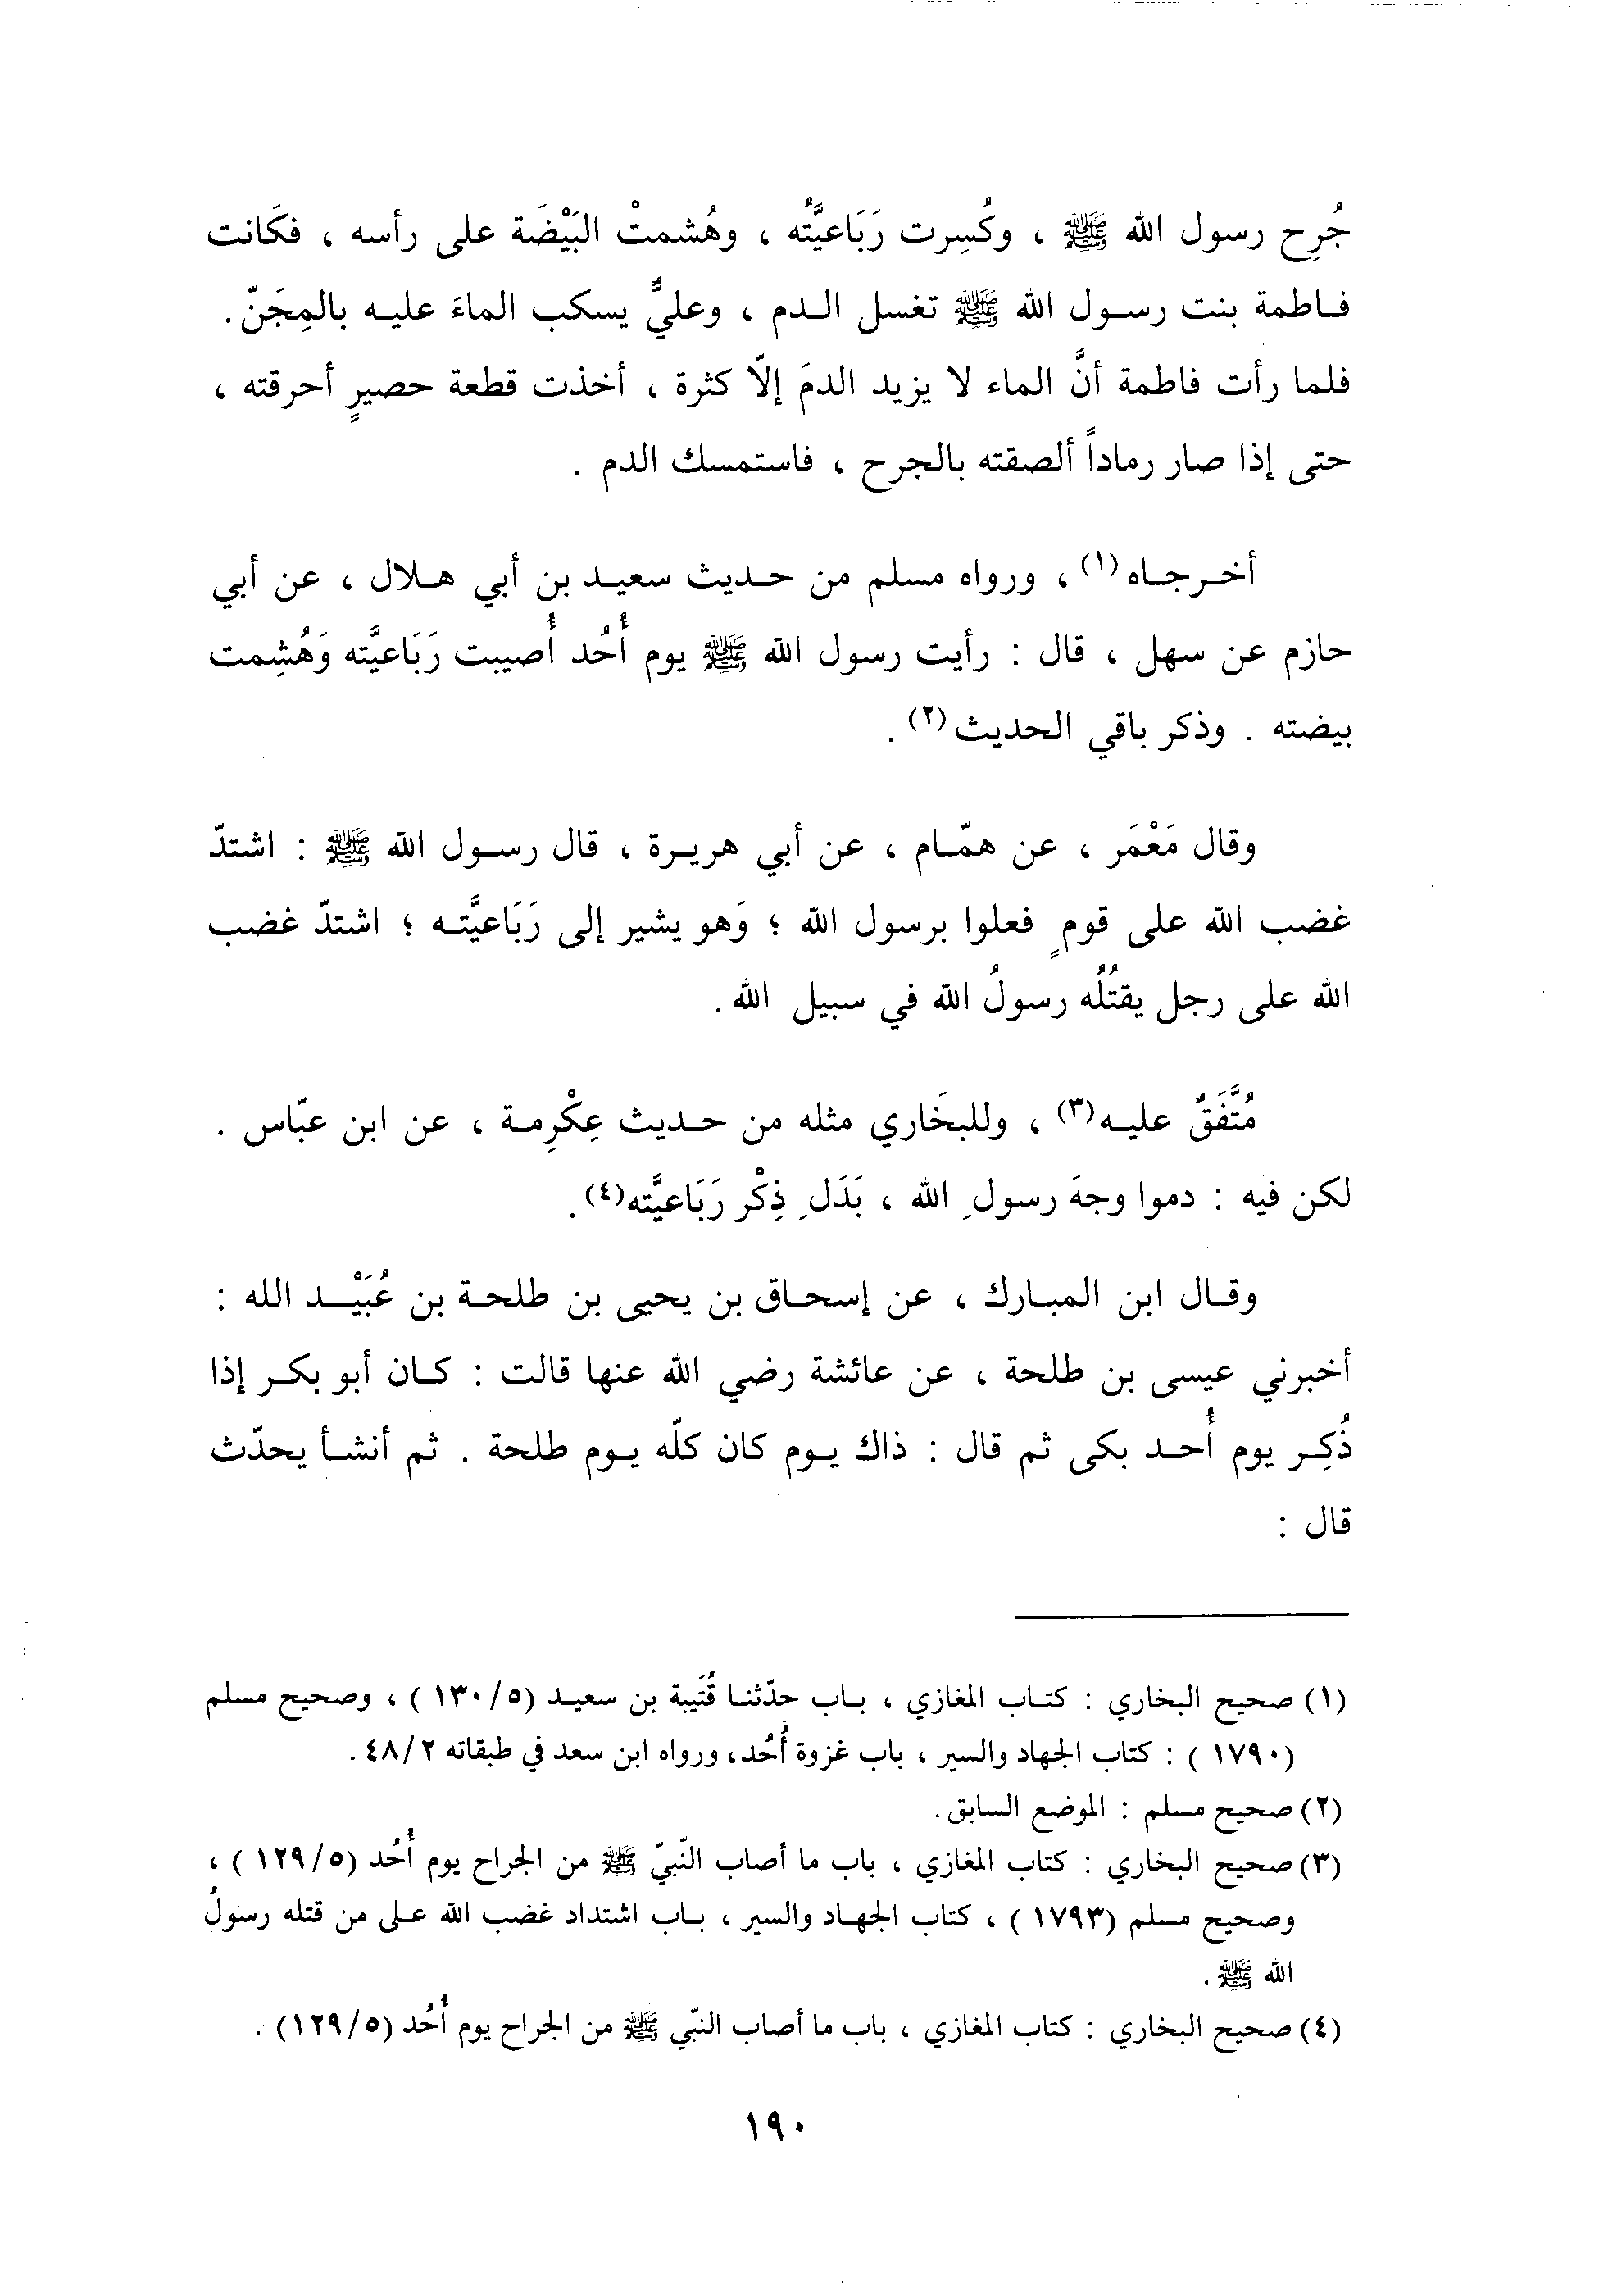 جُرِح رسول الله ﷺ ، وكُسِرت رَبَاعيَّتُه ، وهُشمتْ البَيْضَة على رأسه ، فكَانت
فـاطمة بنت رسـول الله ﷺ تغسل الـدم ، وعليٌّ يسكب الماءَ عليـه بالمِجَنّ .
فلما رأت فاطمة أنَّ الماء لا يزيد الدمَ إلاّ كثرة ، أخذت قطعة حصيرٍ أحرقته ،
حتى إذا صار رماداً ألصقته بالجرح ، فاستمسك الدم .
أخـرجـاه(١) ، ورواه مسلم من حـديث سعيـد بن أبي هـلال ، عن أبي
حازم عن سهل ، قال : رأيت رسول الله ﷺ يوم أُحُد أُصيبت رَبَاعيَّته وَهُشِمت
بيضته . وذكر باقي الحديث(٢) .
وقال مَعْمَر ، عن همّـام ، عن أبي هريـرة ، قال رسـول الله ﷺ : اشتدّ
غضب الله على قومٍ فعلوا برسول الله ؛ وَهو يشير إلى رَبَاعيَّتـه ؛ اشتدّ غضب
الله على رجل يقتُلُه رسولُ الله في سبيل الله .
مُتَّفَقٌ عليـه(٣) ، وللبخَاري مثله من حـديث عِكْرِمـة ، عن ابن عبّاس .
لكن فيه : دموا وجهَ رسولِ الله ، بَدَلِ ذِكْر رَبَاعيَّته(٤) .
وقـال ابن المبـارك ، عن إسحـاق بن يحيى بن طلحـة بن عُبَيْـد الله :
أخبرني عيسى بن طلحة ، عن عائشة رضي الله عنها قالت : كـان أبو بكـر إذا
ذُكِـر يوم أُحـد بكى ثم قال : ذاك يـوم كان كلّه يـوم طلحة . ثم أنشـأ يحدّث
قال :
(١) صحيح البخاري : كتـاب المغازي ، بـاب حدّثنـا قُتَيبة بن سعيـد (٥/ ١٣٠) ، وصحيح مسلم
(١٧٩٠) : كتاب الجهاد والسير ، باب غزوة أُحُد، ورواه ابن سعد في طبقاته ٤٨/٢ .
(٢) صحيح مسلم : الموضع السابق .
(٣) صحيح البخاري : كتاب المغازي ، باب ما أصاب النّبيّ ﷺ من الجراح يوم أُحُد (٥/ ١٢٩) ،
وصحيح مسلم (١٧٩٣) ، كتاب الجهـاد والسير ، بـاب اشتداد غضب الله عـلى من قتله رسولُ
الله ﷺ .
(٤) صحيح البخاري : كتاب المغازي ، باب ما أصاب النبّي ﷺ من الجراح يوم أُحُد (٥/ ١٢٩) .
١٩٠